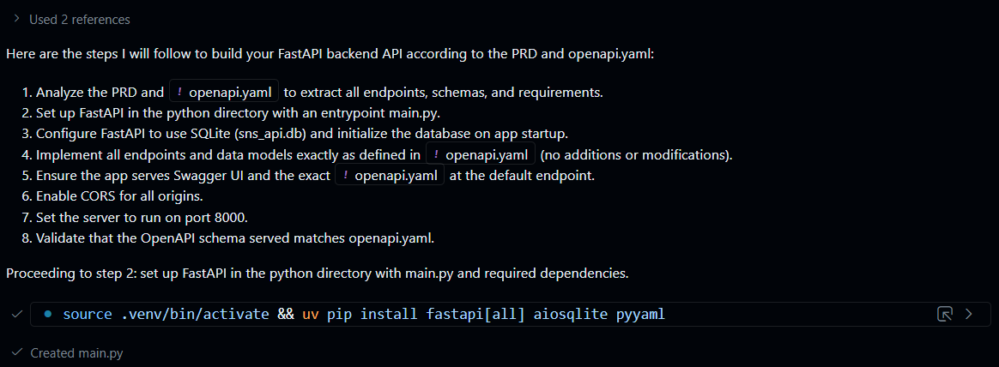 Used 2 references
Here are the steps I will follow to build your FastAPI backend API according to the PRD and openapi.yaml:
1. Analyze the PRD and ! openapi.yaml to extract all endpoints, schemas, and requirements.
2. Set up FastAPI in the python directory with an entrypoint main.py.
3. Configure FastAPI to use SQLite (sns_api.db) and initialize the database on app startup.
4. Implement all endpoints and data models exactly as defined in ! openapi.yaml (no additions or modifications).
5. Ensure the app serves Swagger UI and the exact ! openapi.yaml at the default endpoint.
6. Enable CORS for all origins.
7. Set the server to run on port 8000.
8. Validate that the OpenAPI schema served matches openapi.yaml.
Proceeding to step 2: set up FastAPI in the python directory with main.py and required dependencies.
source .venv/bin/activate && uv pip install fastapi[all] aiosqlite pyyaml
Created main.py